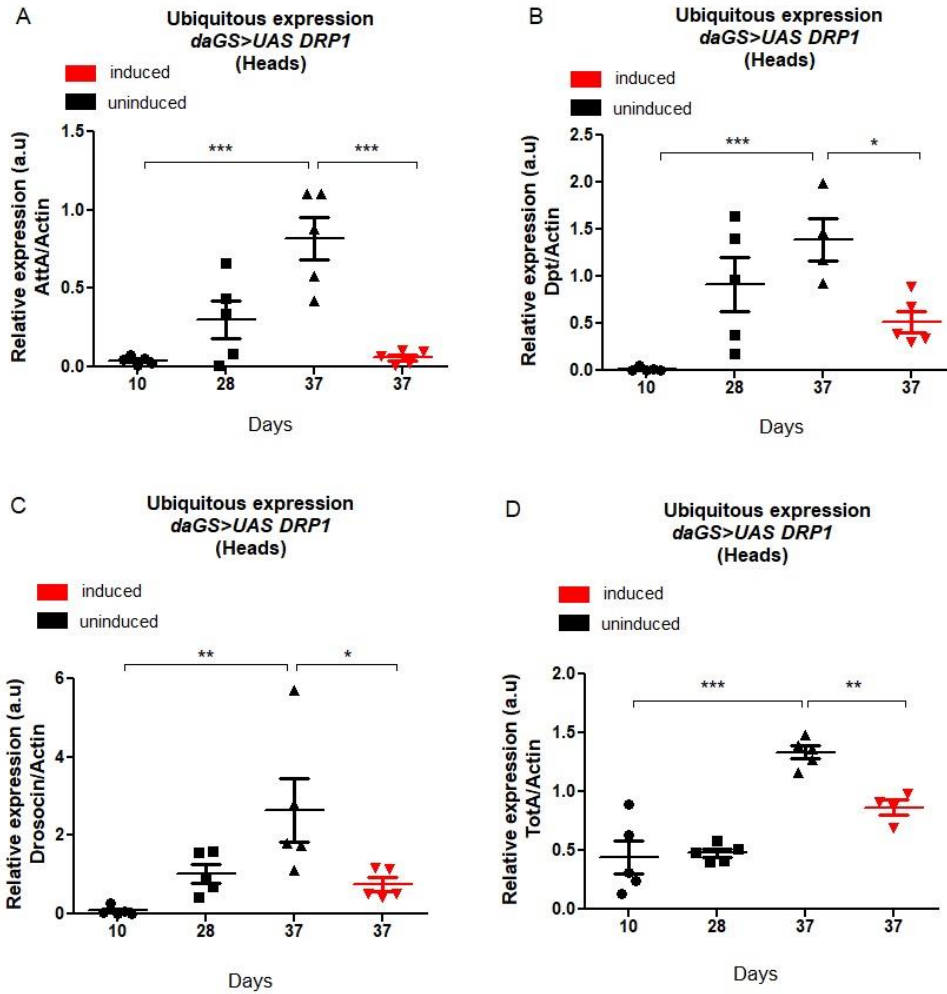 A
Ubiquitous expression
daGS>UAS DRP1
(Heads)
induced
uninduced
Relative expression (a.u)
AttA/Actin
1.5
1.0
0.5
0.0
***
***
10 28 37 37
Days
B
Ubiquitous expression
daGS>UAS DRP1
(Heads)
induced
uninduced
Relative expression (a.u)
Dpt/Actin
2.5
2.0
1.5
1.0
0.5
0.0
***
*
10 28 37 37
Days
C
Ubiquitous expression
daGS>UAS DRP1
(Heads)
induced
uninduced
Relative expression (a.u)
Drosocin/Actin
6
4
2
0
**
*
10 28 37 37
Days
D
Ubiquitous expression
daGS>UAS DRP1
(Heads)
induced
uninduced
Relative expression (a.u)
TotA/Actin
2.0
1.5
1.0
0.5
0.0
***
**
10 28 37 37
Days